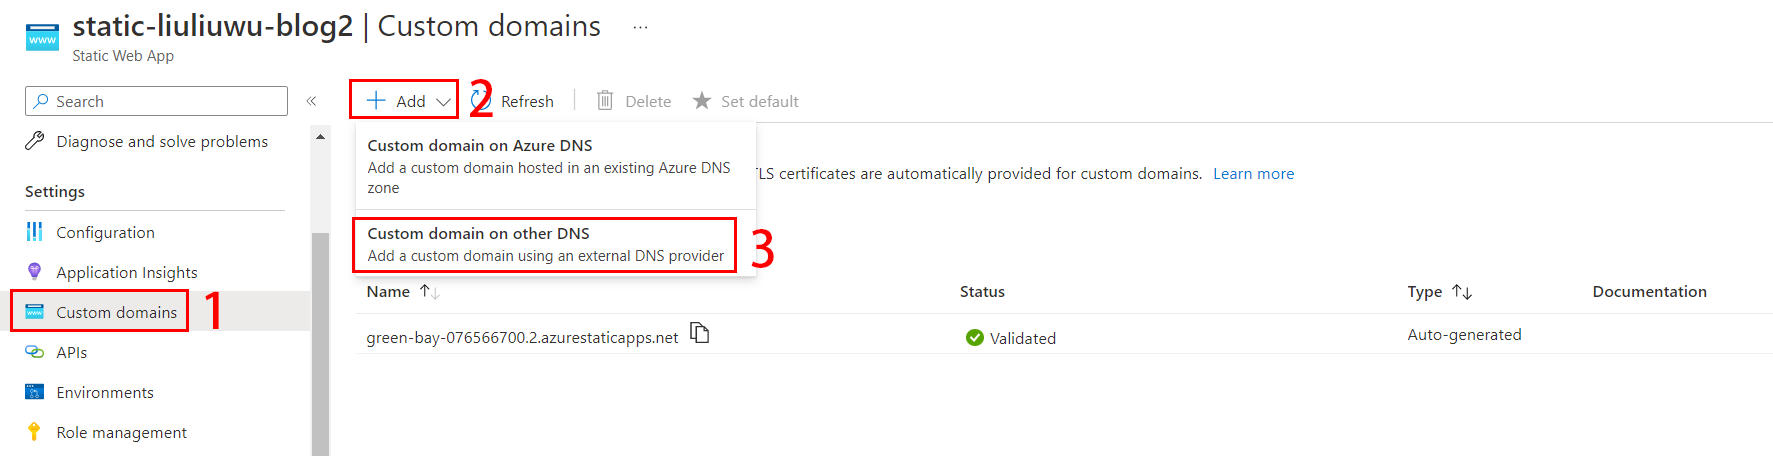 static-liuliuwu-blog2 | Custom domains ...
www
Static Web App
Search «
+ Add 2 Refresh Delete Set default
Diagnose and solve problems
Custom domain on Azure DNS
Add a custom domain hosted in an existing Azure DNS
zone
TLS certificates are automatically provided for custom domains. Learn more
Settings
Configuration
Custom domain on other DNS
Add a custom domain using an external DNS provider
3
Application Insights
Name ↑↓ Status Type ↑↓ Documentation
www Custom domains 1
green-bay-076566700.2.azurestaticapps.net Validated Auto-generated
APIs
Environments
Role management